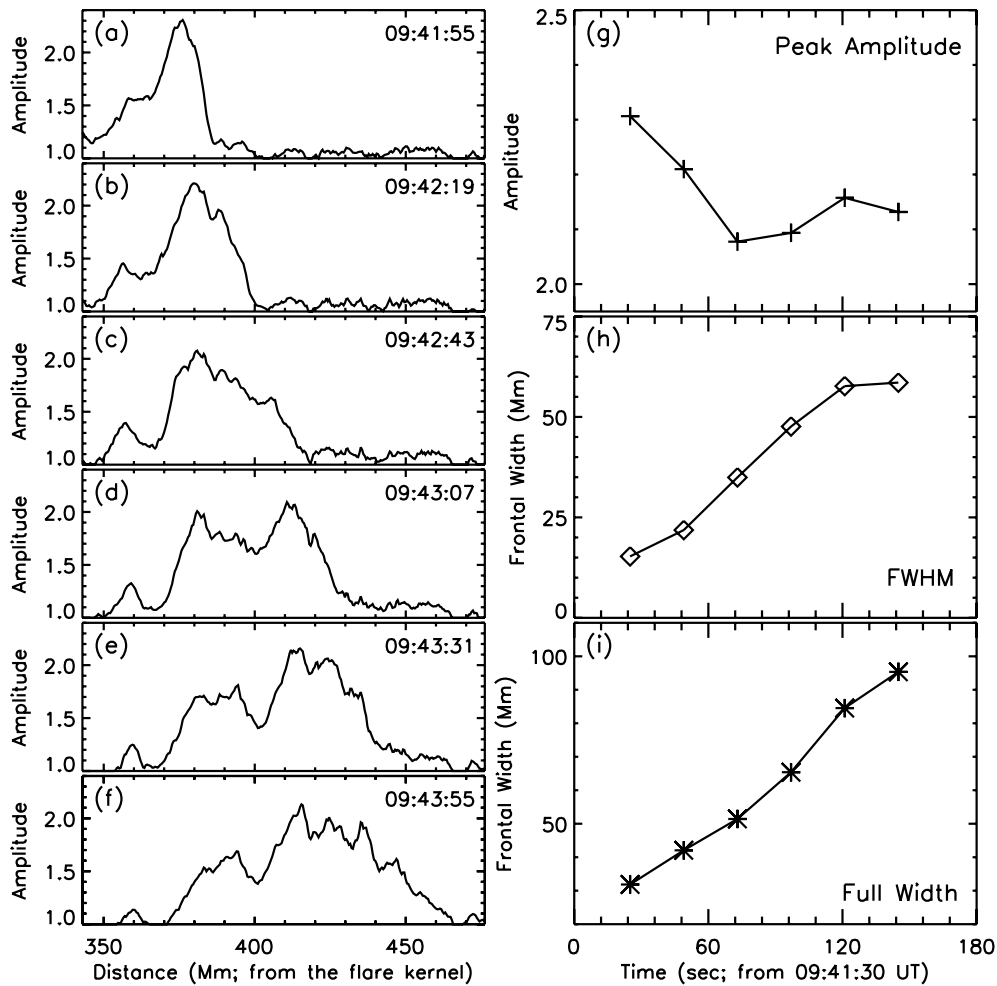 (a) 09:41:55
2.0
1.5
1.0
Amplitude
(b) 09:42:19
2.0
1.5
1.0
Amplitude
(c) 09:42:43
2.0
1.5
1.0
Amplitude
(d) 09:43:07
2.0
1.5
1.0
Amplitude
(e) 09:43:31
2.0
1.5
1.0
Amplitude
(f) 09:43:55
2.0
1.5
1.0
Amplitude
350 400 450
Distance (Mm; from the flare kernel)
(g) Peak Amplitude
2.5
2.0
Amplitude
(h)
75
50
25
0
Frontal Width (Mm)
FWHM
(i)
100
50
Frontal Width (Mm)
Full Width
0 60 120 180
Time (sec; from 09:41:30 UT)